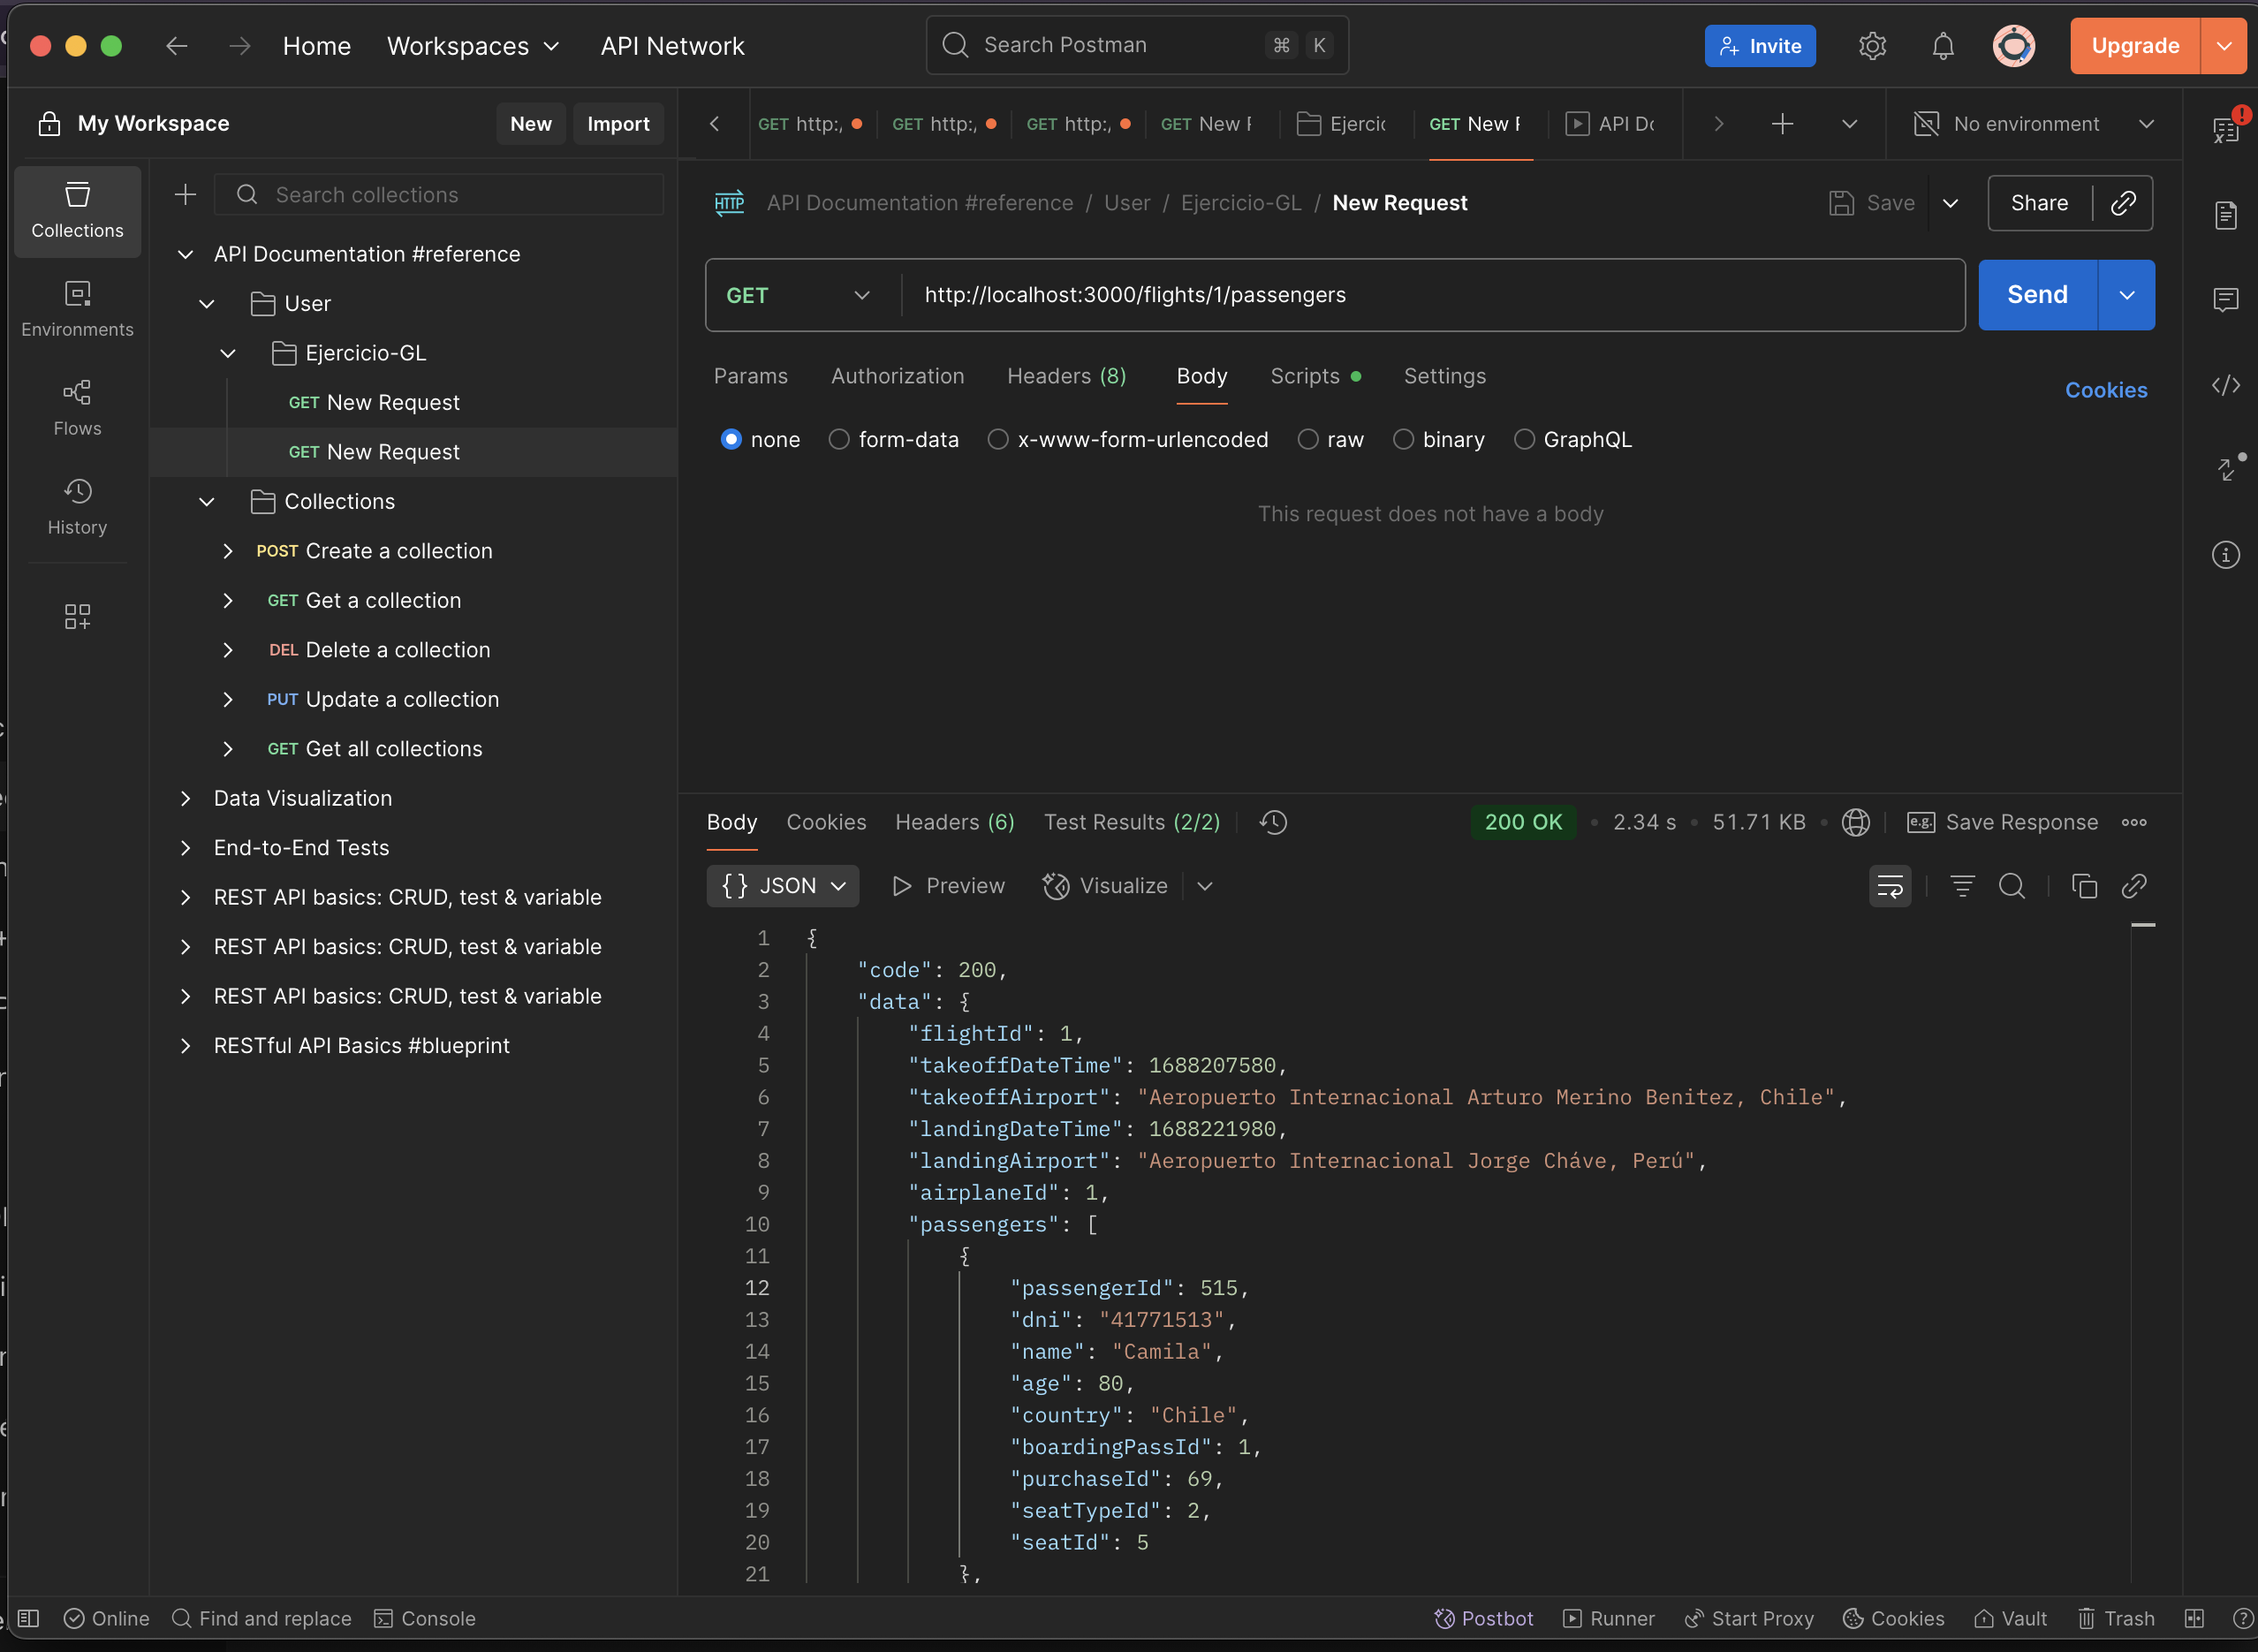 Home Workspaces API Network Search Postman ⌘ K Invite Upgrade
My Workspace New Import GET http:, GET http:, GET http:, GET New Ejercic GET New API Dc No environment
Search collections
Collections
Environments
Flows
History
API Documentation #reference
User
Ejercicio-GL
GET New Request
GET New Request
Collections
POST Create a collection
GET Get a collection
DEL Delete a collection
PUT Update a collection
GET Get all collections
Data Visualization
End-to-End Tests
REST API basics: CRUD, test & variable
REST API basics: CRUD, test & variable
REST API basics: CRUD, test & variable
RESTful API Basics #blueprint
HTTP API Documentation #reference / User / Ejercicio-GL / New Request Save Share
GET http://localhost:3000/flights/1/passengers Send
Params Authorization Headers (8) Body Scripts Settings Cookies
none form-data x-www-form-urlencoded raw binary GraphQL
This request does not have a body
Body Cookies Headers (6) Test Results (2/2) 200 OK • 2.34 s • 51.71 KB • e.g. Save Response
{} JSON Preview Visualize
1 {
2 "code": 200,
3 "data": {
4 "flightId": 1,
5 "takeoffDateTime": 1688207580,
6 "takeoffAirport": "Aeropuerto Internacional Arturo Merino Benitez, Chile",
7 "landingDateTime": 1688221980,
8 "landingAirport": "Aeropuerto Internacional Jorge Cháve, Perú",
9 "airplaneId": 1,
10 "passengers": [
11 {
12 "passengerId": 515,
13 "dni": "41771513",
14 "name": "Camila",
15 "age": 80,
16 "country": "Chile",
17 "boardingPassId": 1,
18 "purchaseId": 69,
19 "seatTypeId": 2,
20 "seatId": 5
21 },
Online Find and replace Console Postbot Runner Start Proxy Cookies Vault Trash